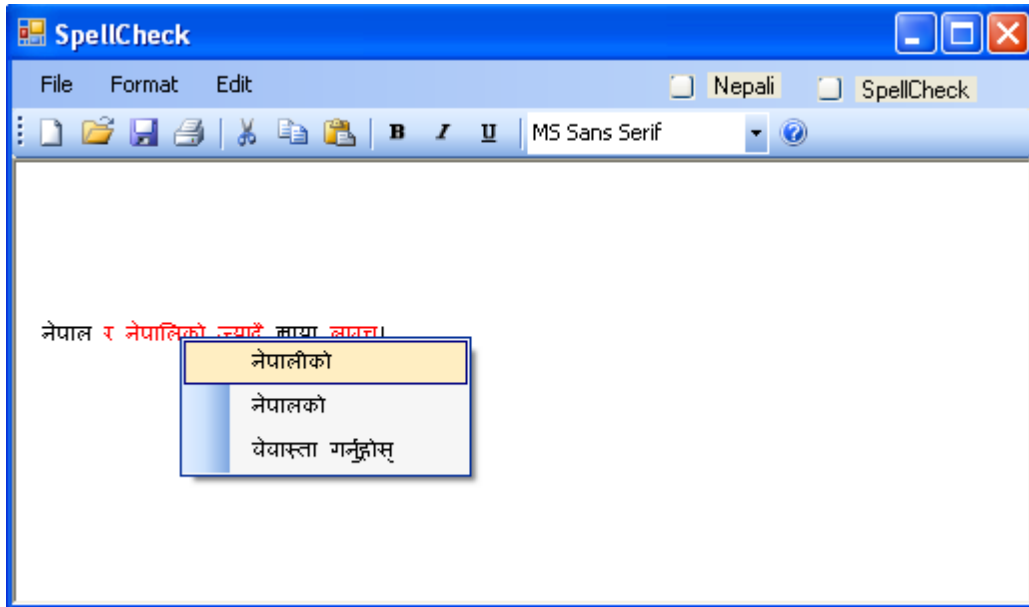 SpellCheck
File Format Edit Nepali SpellCheck
B I U MS Sans Serif
नेपाल र नेपालिको ज्यादै माया लाग्च।
नेपालीको
नेपालको
वेवास्ता गर्नुहोस्